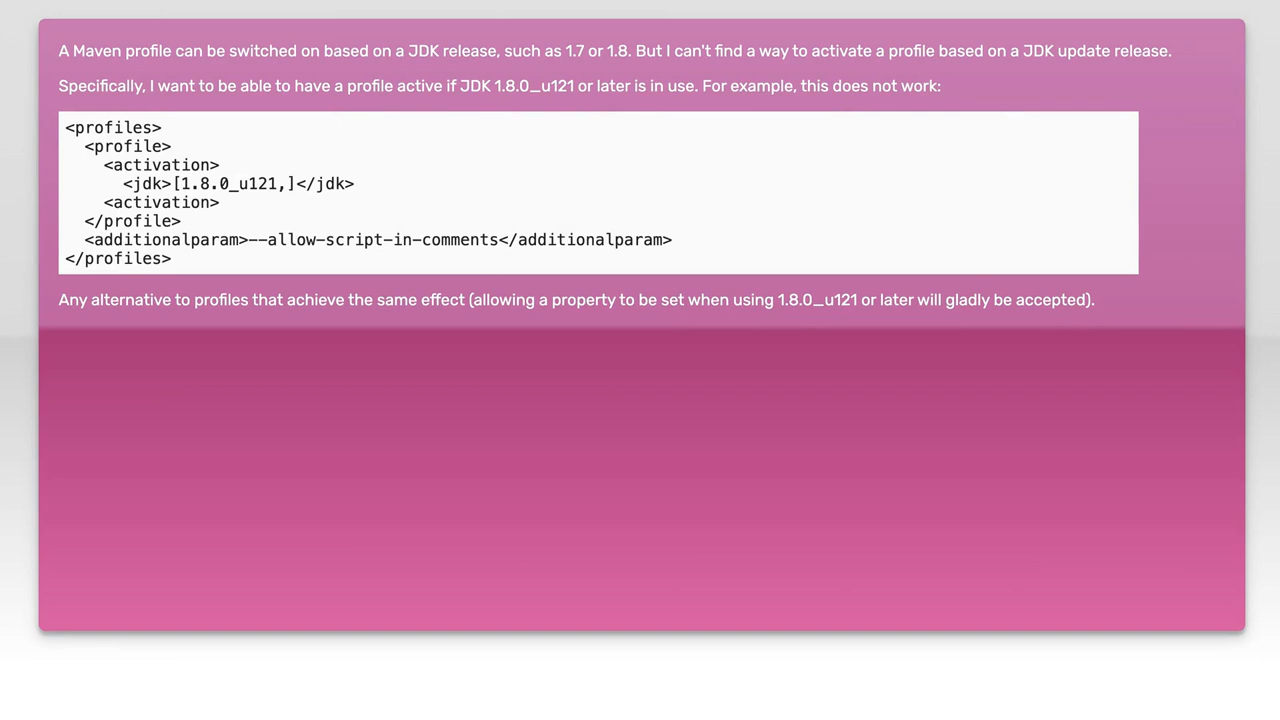 A Maven profile can be switched on based on a JDK release, such as 1.7 or 1.8. But I can't find a way to activate a profile based on a JDK update release.
Specifically, I want to be able to have a profile active if JDK 1.8.0_u121 or later is in use. For example, this does not work:
<profiles>
  <profile>
    <activation>
      <jdk>[1.8.0_u121,]</jdk>
    <activation>
  </profile>
  <additionalparam>--allow-script-in-comments</additionalparam>
</profiles>
Any alternative to profiles that achieve the same effect (allowing a property to be set when using 1.8.0_u121 or later will gladly be accepted).